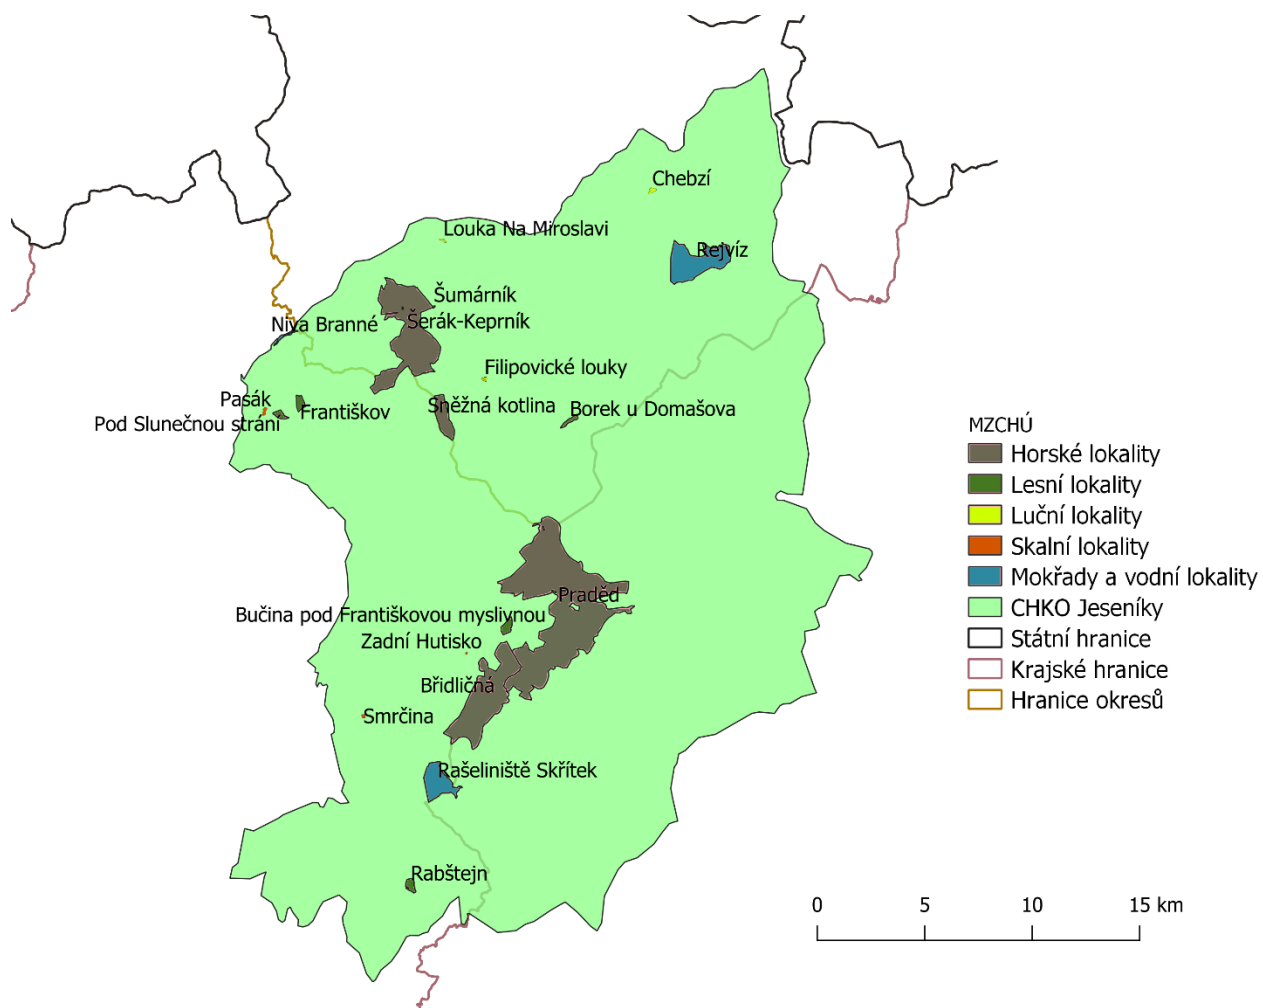 Chebzí
Louka Na Miroslavi
Rejvíz
Šumárník
Niva Branné
Šerák-Keprník
Filipovické louky
Pasák
Františkov
Sněžná kotlina
Borek u Domašova
Pod Slunečnou strání
MZCHÚ
Horské lokality
Lesní lokality
Luční lokality
Skalní lokality
Mokřady a vodní lokality
CHKO Jeseníky
Státní hranice
Krajské hranice
Hranice okresů
Praděd
Bučina pod Františkovou myslivnou
Zadní Hutisko
Břidličná
Smrčina
Rašeliniště Skřítek
Rabštejn
0 5 10 15 km